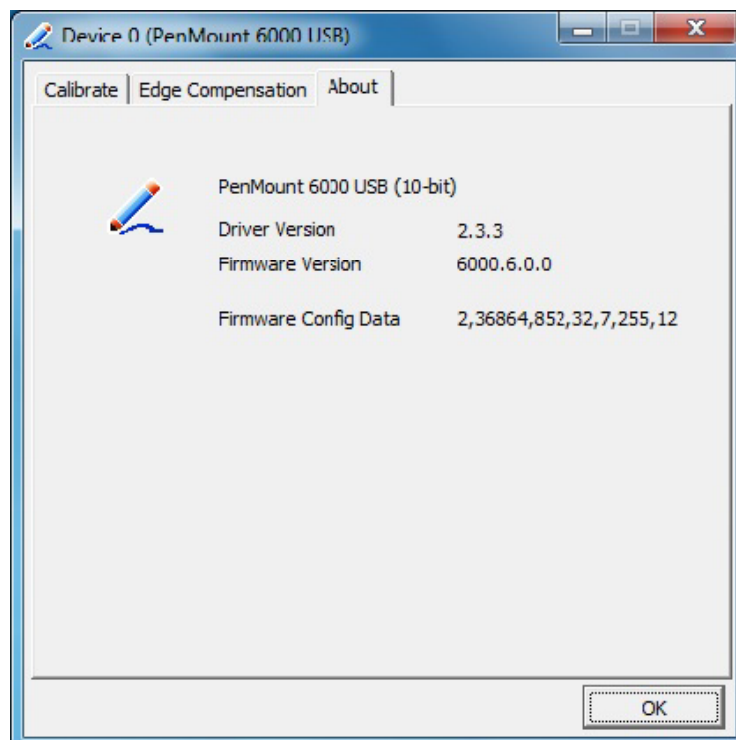 Device 0 (PenMount 6000 USB)
Calibrate Edge Compensation About
PenMount 6000 USB (10-bit)
Driver Version 2.3.3
Firmware Version 6000.6.0.0
Firmware Config Data 2,36864,852,32,7,255,12
OK